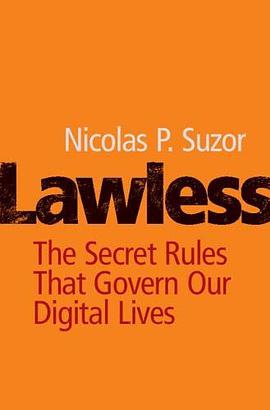 Nicolas P. Suzor
Lawless
The Secret Rules
That Govern Our
Digital Lives